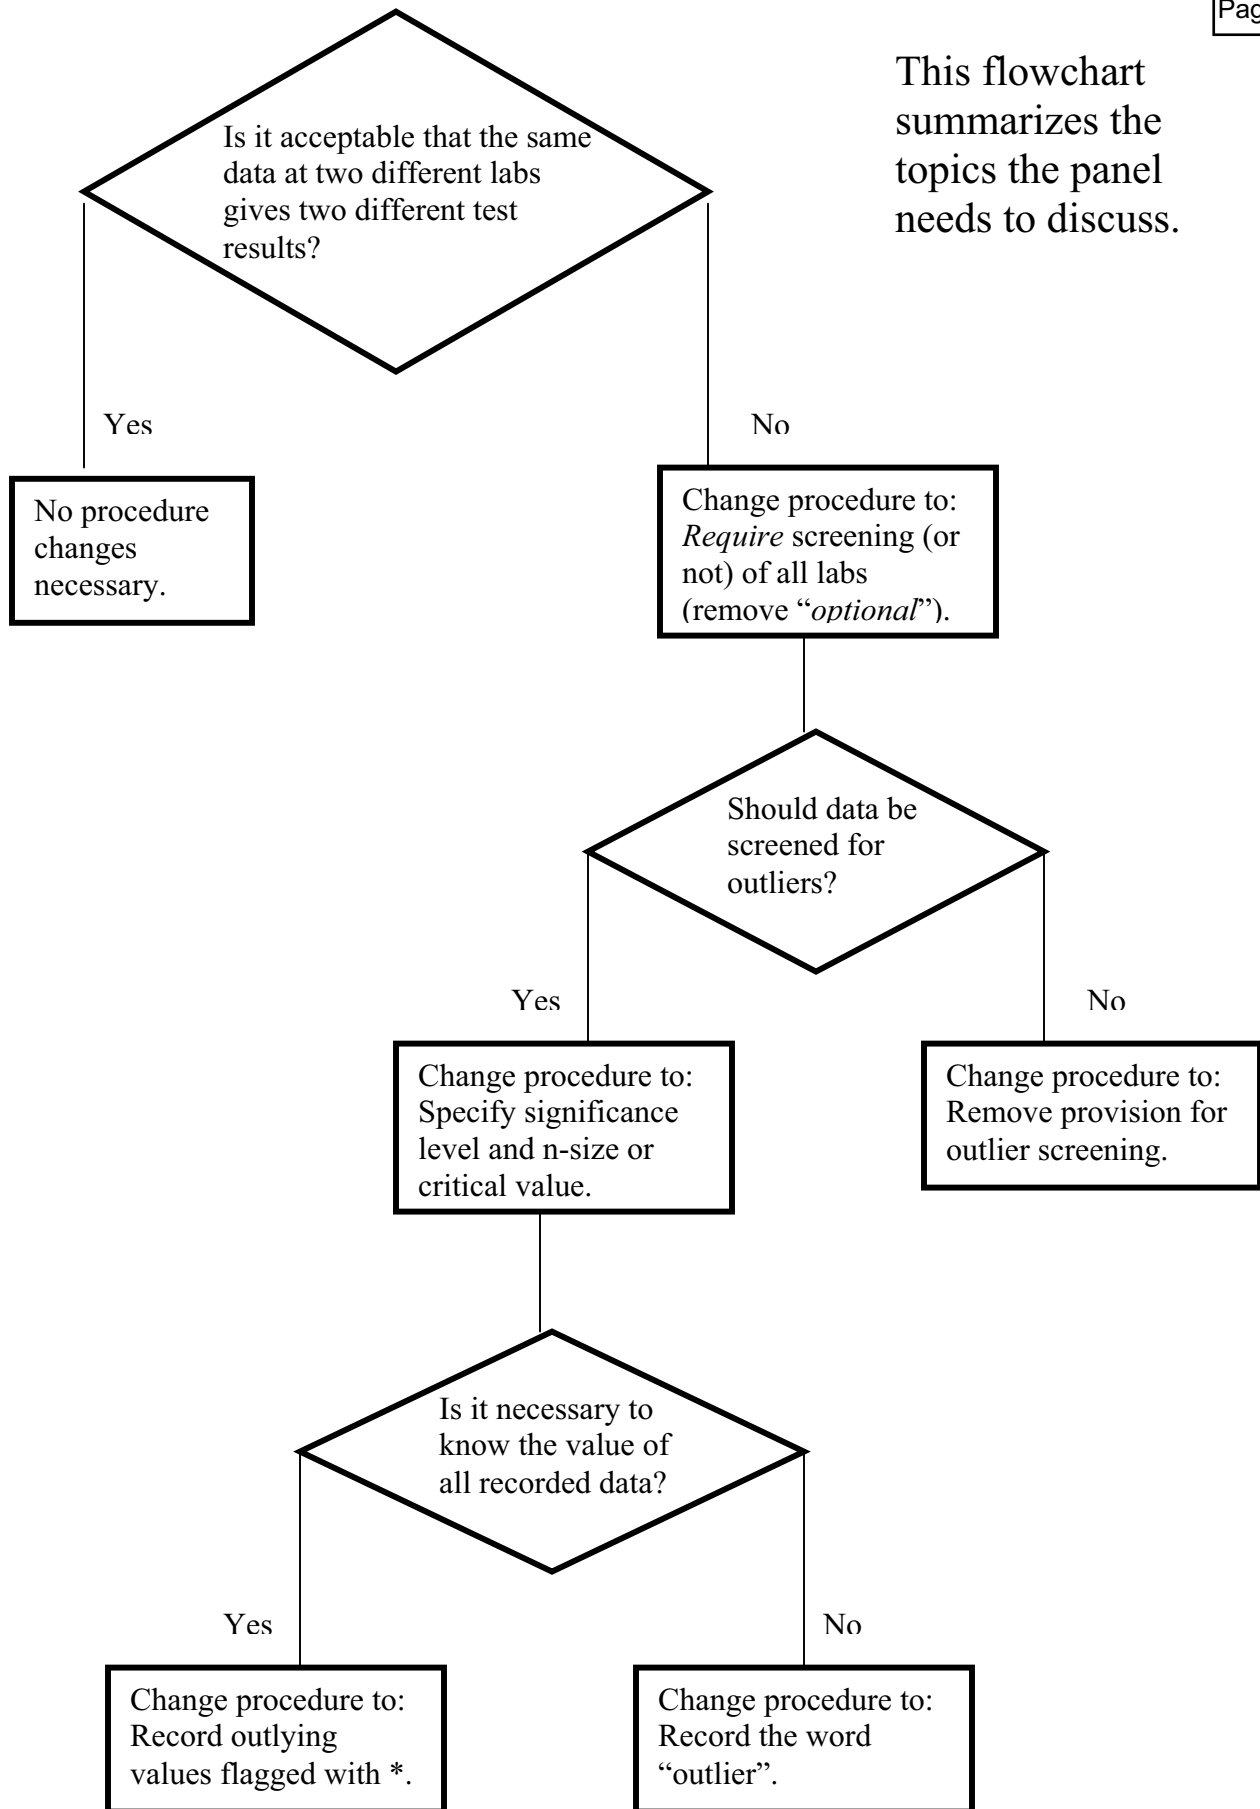 Pag
This flowchart
summarizes the
topics the panel
needs to discuss.
Is it acceptable that the same
data at two different labs
gives two different test
results?
Yes
No
No procedure
changes
necessary.
Change procedure to:
Require screening (or
not) of all labs
(remove “optional”).
Should data be
screened for
outliers?
Yes
No
Change procedure to:
Specify significance
level and n-size or
critical value.
Change procedure to:
Remove provision for
outlier screening.
Is it necessary to
know the value of
all recorded data?
Yes
No
Change procedure to:
Record outlying
values flagged with *.
Change procedure to:
Record the word
“outlier”.